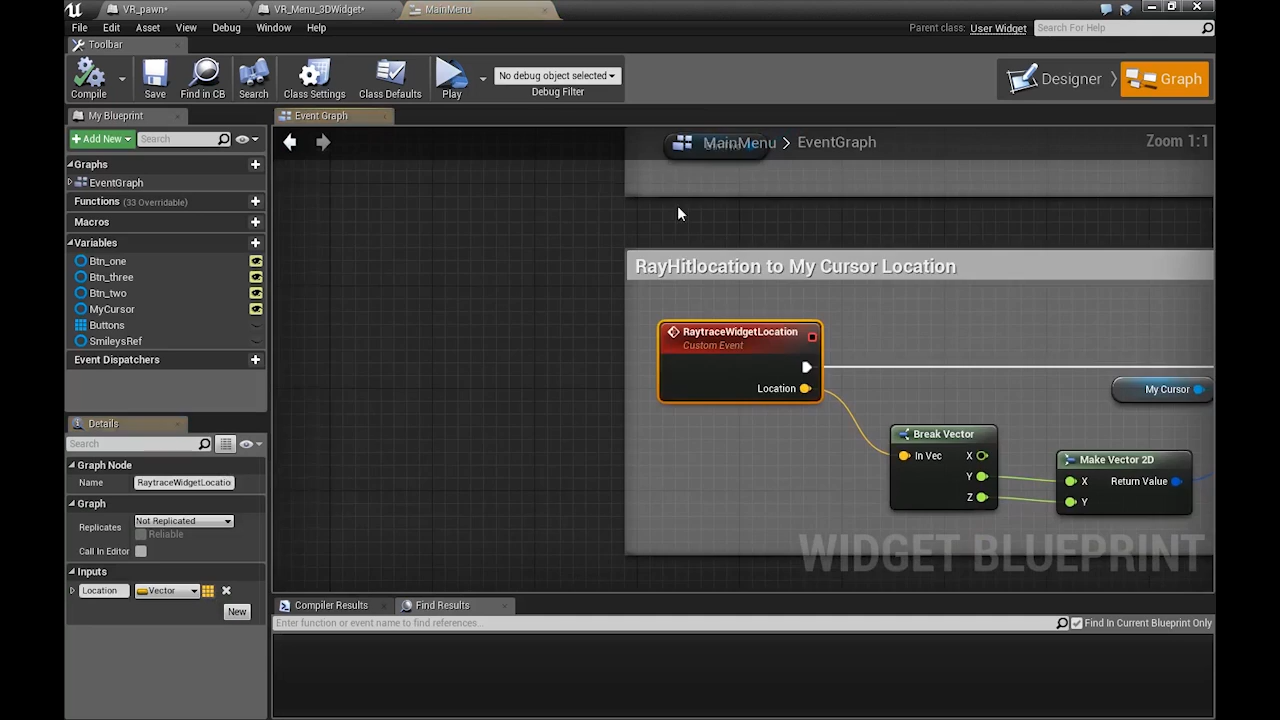 VR_pawn*
VR_Menu_3DWidget*
MainMenu
File
Edit
Asset
View
Debug
Window
Help
Parent class:
User Widget
Search For Help
Toolbar
Compile
Save
Find in CB
Search
Class Settings
Class Defaults
Play
No debug object selected
Debug Filter
Designer
Graph
My Blueprint
Event Graph
Add New
Search
MainMenu > EventGraph
Zoom 1:1
Graphs
EventGraph
Functions (33 Overridable)
Macros
Variables
Btn_one
Btn_three
Btn_two
MyCursor
Buttons
SmileysRef
Event Dispatchers
RayHitlocation to My Cursor Location
RaytraceWidgetLocation
Custom Event
Location
My Cursor
Break Vector
In Vec
X
Y
Z
Make Vector 2D
X
Return Value
Y
WIDGET BLUEPRINT
Details
Search
Graph Node
Name
RaytraceWidgetLocatio
Graph
Replicates
Not Replicated
Reliable
Call In Editor
Inputs
Location
Vector
New
Compiler Results
Find Results
Enter function or event name to find references...
Find In Current Blueprint Only